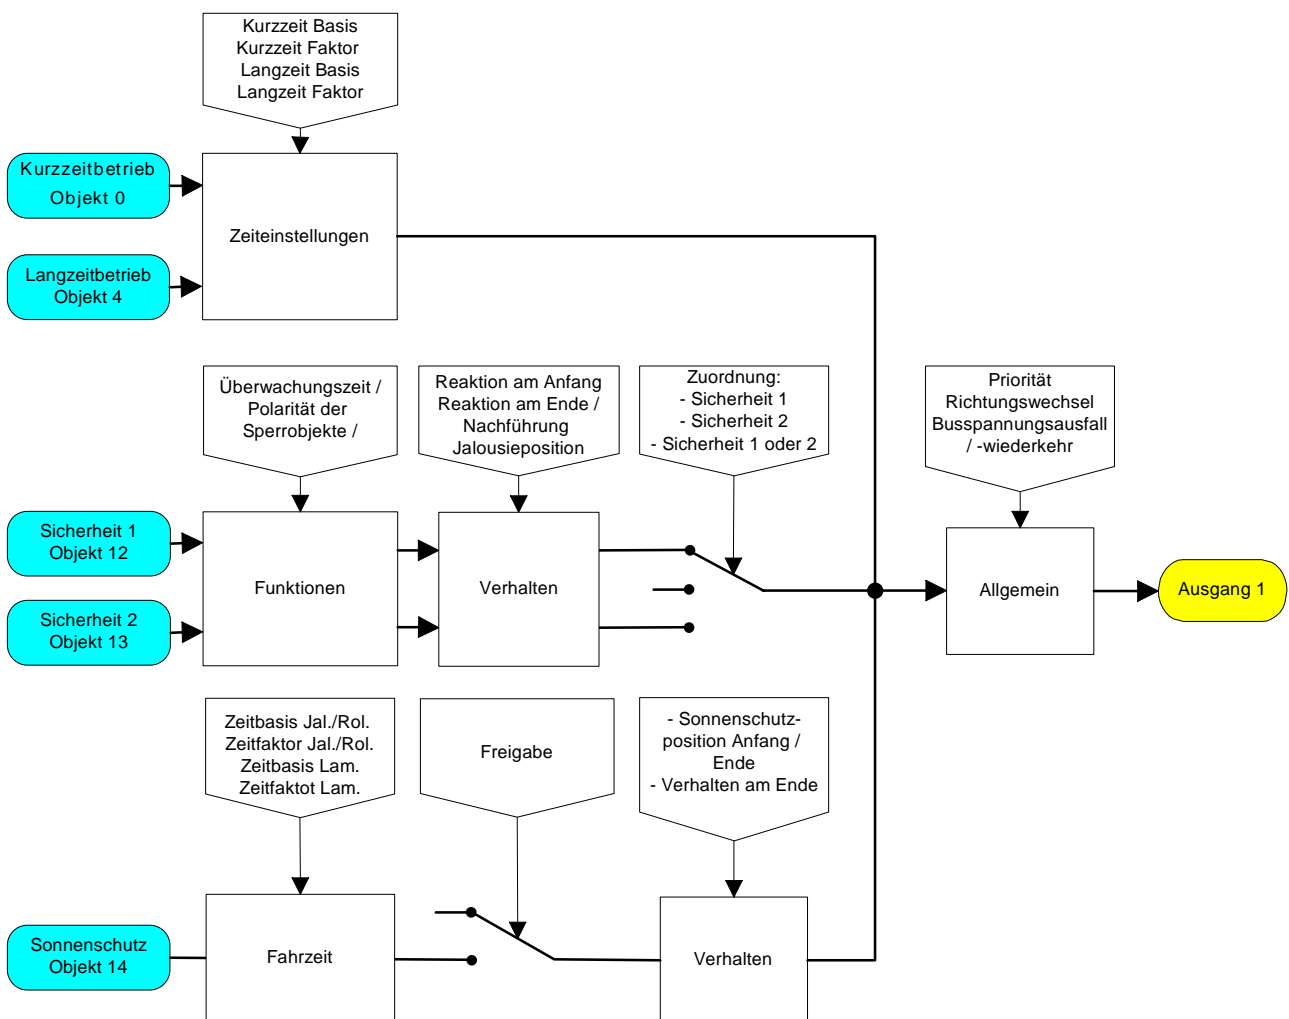 Kurzzeit Basis
Kurzzeit Faktor
Langzeit Basis
Langzeit Faktor
Kurzzeitbetrieb
Objekt 0
Zeiteinstellungen
Langzeitbetrieb
Objekt 4
Überwachungszeit /
Polarität der
Sperrobjekte /
Reaktion am Anfang
Reaktion am Ende /
Nachführung
Jalousieposition
Zuordnung:
- Sicherheit 1
- Sicherheit 2
- Sicherheit 1 oder 2
Priorität
Richtungswechsel
Busspannungsausfall
/ -wiederkehr
Sicherheit 1
Objekt 12
Funktionen
Verhalten
Allgemein
Ausgang 1
Sicherheit 2
Objekt 13
Zeitbasis Jal./Rol.
Zeitfaktor Jal./Rol.
Zeitbasis Lam.
Zeitfaktot Lam.
Freigabe
- Sonnenschutz-
position Anfang /
Ende
- Verhalten am Ende
Sonnenschutz
Objekt 14
Fahrzeit
Verhalten